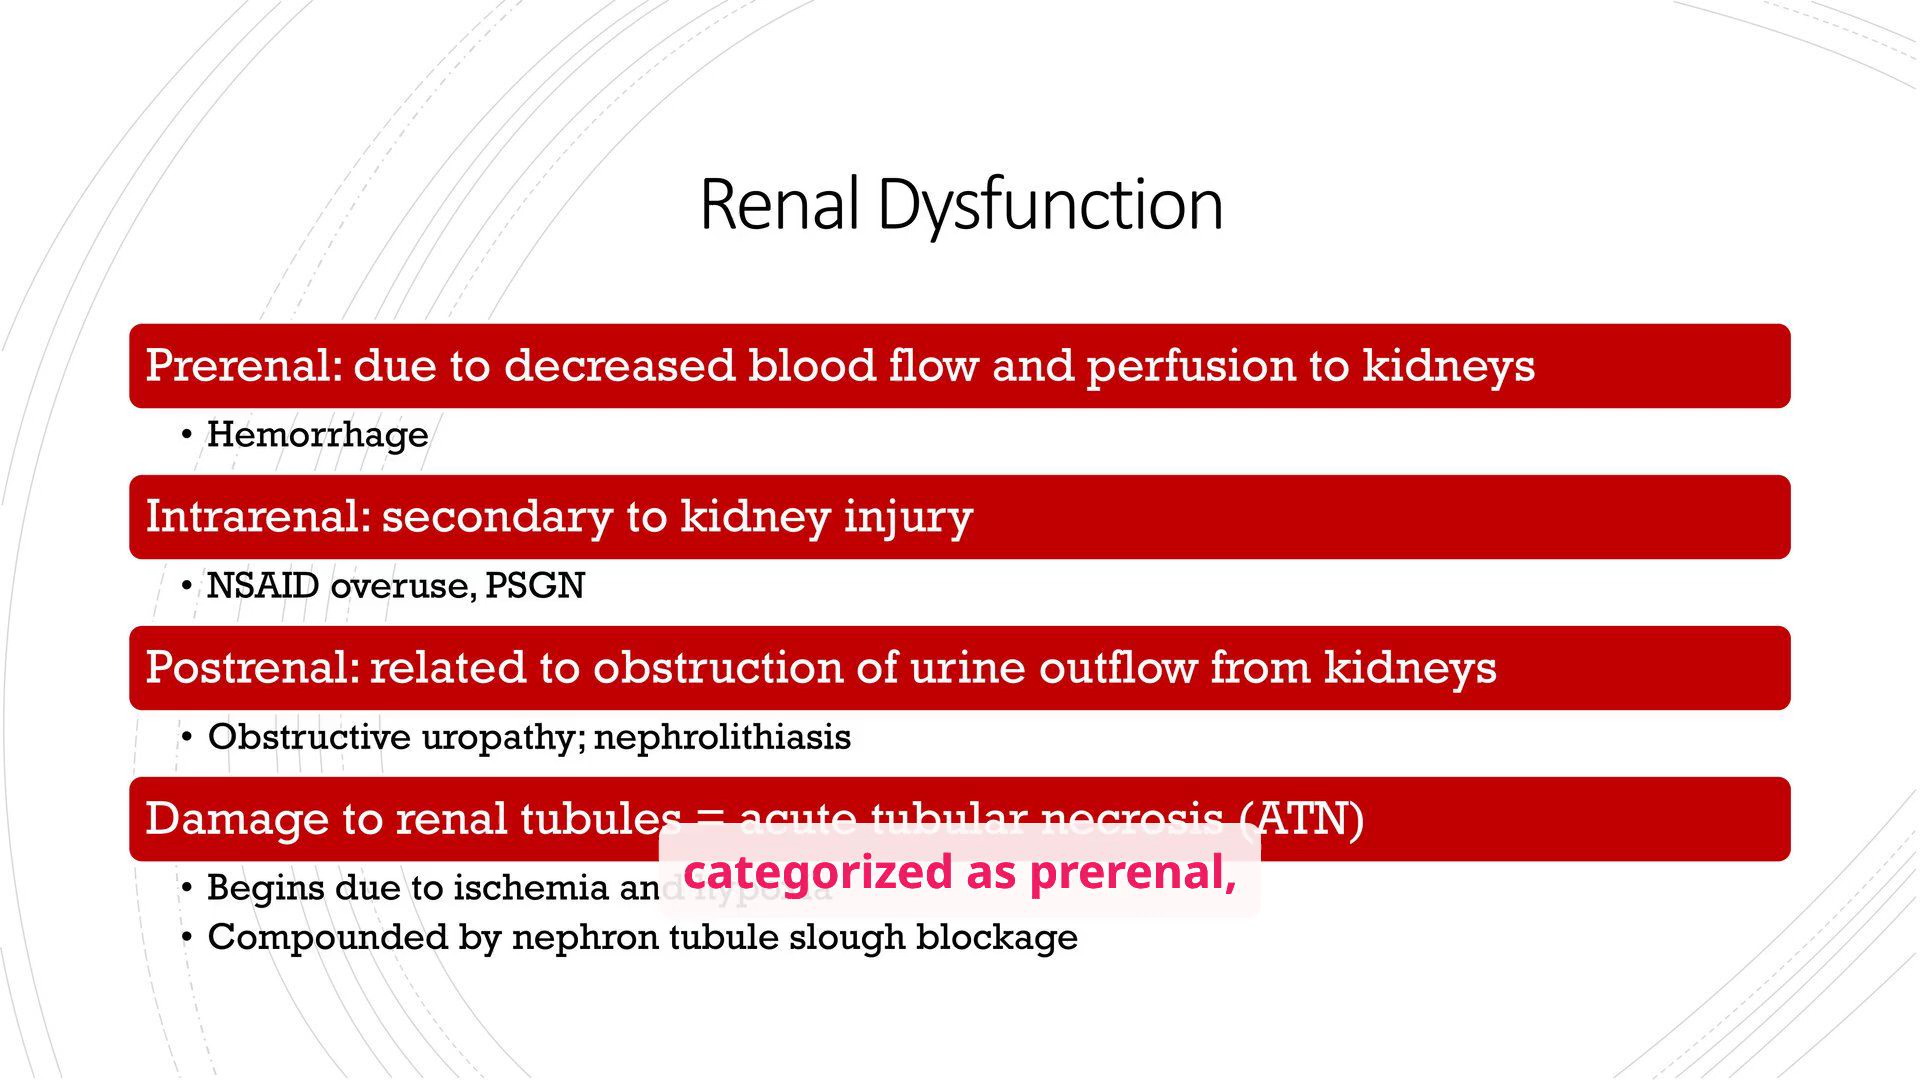 Renal Dysfunction
Prerenal: due to decreased blood flow and perfusion to kidneys
• Hemorrhage
Intrarenal: secondary to kidney injury
• NSAID overuse, PSGN
Postrenal: related to obstruction of urine outflow from kidneys
• Obstructive uropathy; nephrolithiasis
Damage to renal tubules = acute tubular necrosis (ATN)
categorized as prerenal,
• Begins due to ischemia and hypoxia
• Compounded by nephron tubule slough blockage